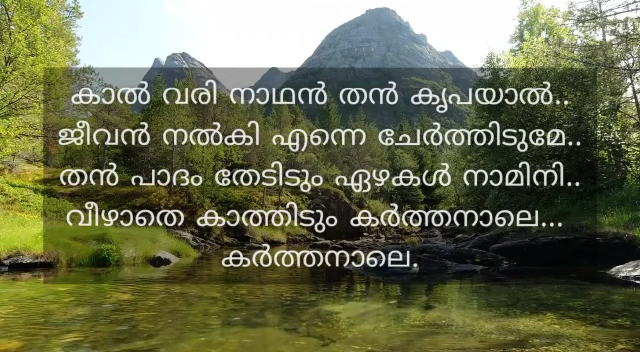 കാൽ വരി നാഥൻ തൻ കൃപയാൽ..
ജീവൻ നൽകി എന്നെ ചേർത്തിടുമേ..
തൻ പാദം തേടിടും ഏഴകൾ നാമിനി..
വീഴാതെ കാത്തിടും കർത്തനാലെ...
കർത്തനാലെ.